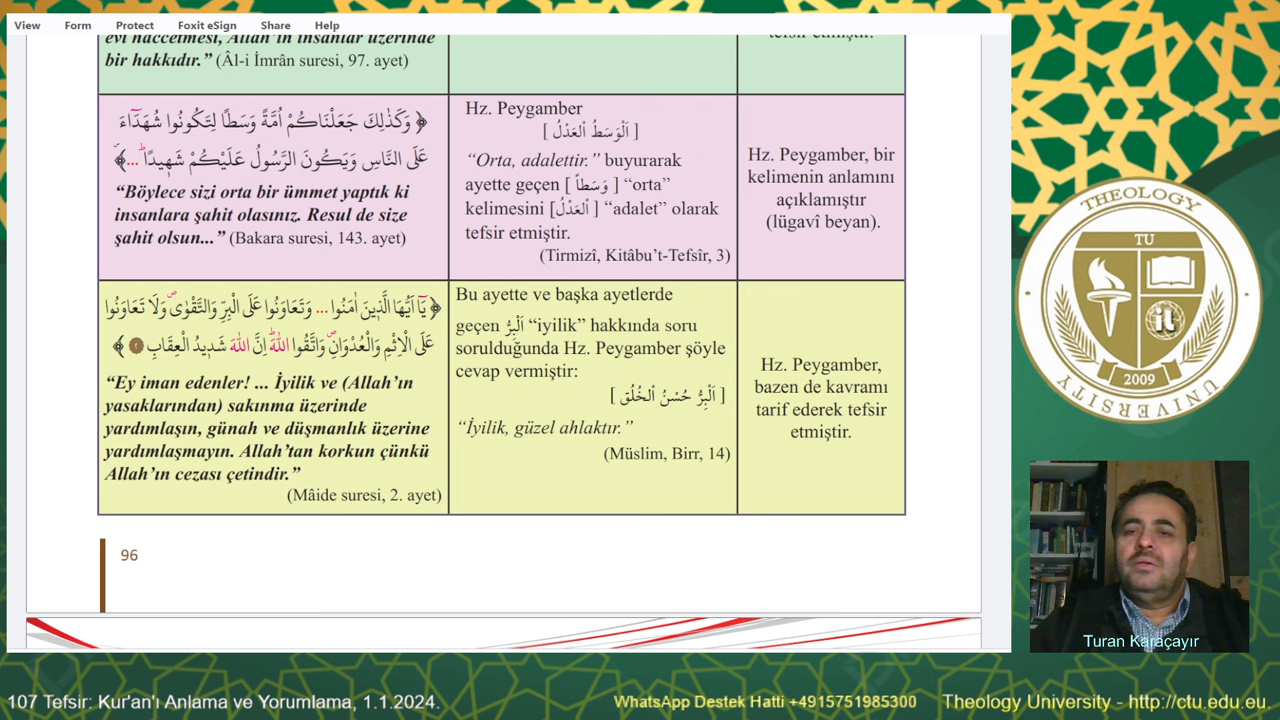 View Form Protect Foxit eSign Share Help
evi haccetmesi, Allah'ın insanlar üzerinde
bir hakkıdır.” (Âl-i İmrân suresi, 97. ayet)
tefsir etmiştir.
﴿ وَكَذٰلِكَ جَعَلْنَاكُمْ اُمَّةً وَسَطًا لِتَكُونُوا شُهَدَٓاءَ
عَلَى النَّاسِ وَيَكُونَ الرَّسُولُ عَلَيْكُمْ شَهٖيدًاۜ ...﴾
“Böylece sizi orta bir ümmet yaptık ki
insanlara şahit olasınız. Resul de size
şahit olsun...” (Bakara suresi, 143. ayet)
Hz. Peygamber
[ اَلْوَسَطُ اَلْعَدْلُ ]
“Orta, adalettir.” buyurarak
ayette geçen [ وَسَطاً ] “orta”
kelimesini [اَلْعَدْلُ ] “adalet” olarak
tefsir etmiştir.
(Tirmizî, Kitâbu’t-Tefsîr, 3)
Hz. Peygamber, bir
kelimenin anlamını
açıklamıştır
(lügavî beyan).
﴿ يَٓا اَيُّهَا الَّذٖينَ اٰمَنُوا ... وَتَعَاوَنُوا عَلَى الْبِرِّ وَالتَّقْوٰىۖ وَلَا تَعَاوَنُوا
عَلَى الْاِثْمِ وَالْعُدْوَانِۖ وَاتَّقُوا اللّٰهَۜ اِنَّ اللّٰهَ شَدٖيدُ الْعِقَابِ ٢ ﴾
“Ey iman edenler! ... İyilik ve (Allah’ın
yasaklarından) sakınma üzerinde
yardımlaşın, günah ve düşmanlık üzerine
yardımlaşmayın. Allah’tan korkun çünkü
Allah’ın cezası çetindir.”
(Mâide suresi, 2. ayet)
Bu ayette ve başka ayetlerde
geçen اَلْبِرُّ “iyilik” hakkında soru
sorulduğunda Hz. Peygamber şöyle
cevap vermiştir:
[ اَلْبِرُّ حُسْنُ اَلْخُلُقِ ]
“İyilik, güzel ahlaktır.”
(Müslim, Birr, 14)
Hz. Peygamber,
bazen de kavramı
tarif ederek tefsir
etmiştir.
96
THEOLOGY
TU
2009
UNIVERSITY
Turan Karaçayır
107 Tefsir: Kur'an'ı Anlama ve Yorumlama, 1.1.2024.
WhatsApp Destek Hatti +4915751985300
Theology University - http://ctu.edu.eu.